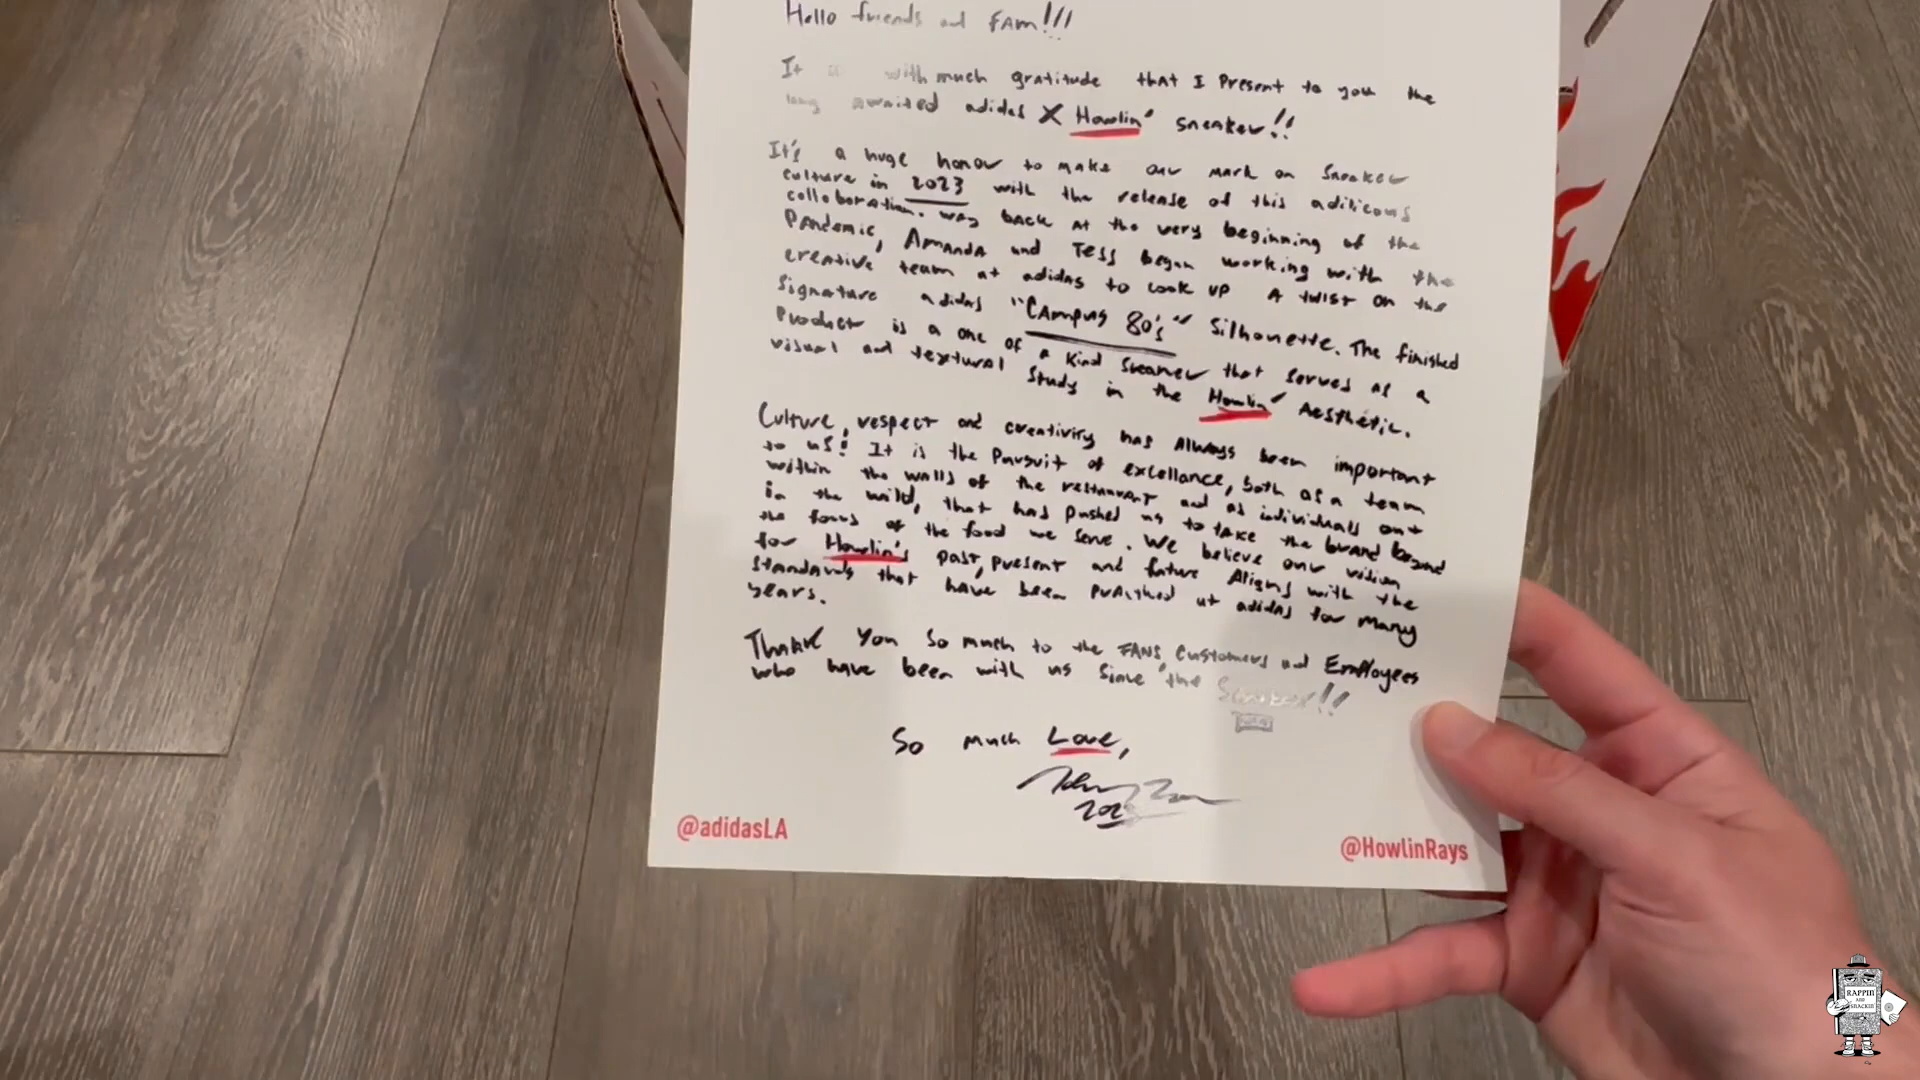 Hello friends and FAM!!!
It is with much gratitude that I Present to you the
long awaited adidas X Howlin' sneaker!!
It's a huge honor to make our mark on sneaker
culture in 2023 with the release of this adilicous
collaboration. Way back at the very beginning of the
Pandemic, Amanda and Tess began working with the
creative team at adidas to cook up a twist on the
signature adidas "Campus 80's" silhouette. The finished
Product is a one of a kind sneaker that serves as a
visual and textural study in the Howlin' Aesthetic.
Culture, respect and creativity has always been important
to us! It is the Pursuit of excellance, both as a team
within the walls of the restaurant and as individuals out
in the wild, that has pushed us to take the brand beyond
the focus of the food we serve. We believe our vision
for Howlin's past, present and future Aligns with the
standards that have been at adidas for many
years.
Thank you so much to the FANS, Customers and Employees
who have been with us since the
So much Love,
2023
@adidasLA
@HowlinRays
RAPPIN
AND
SNACKIN'